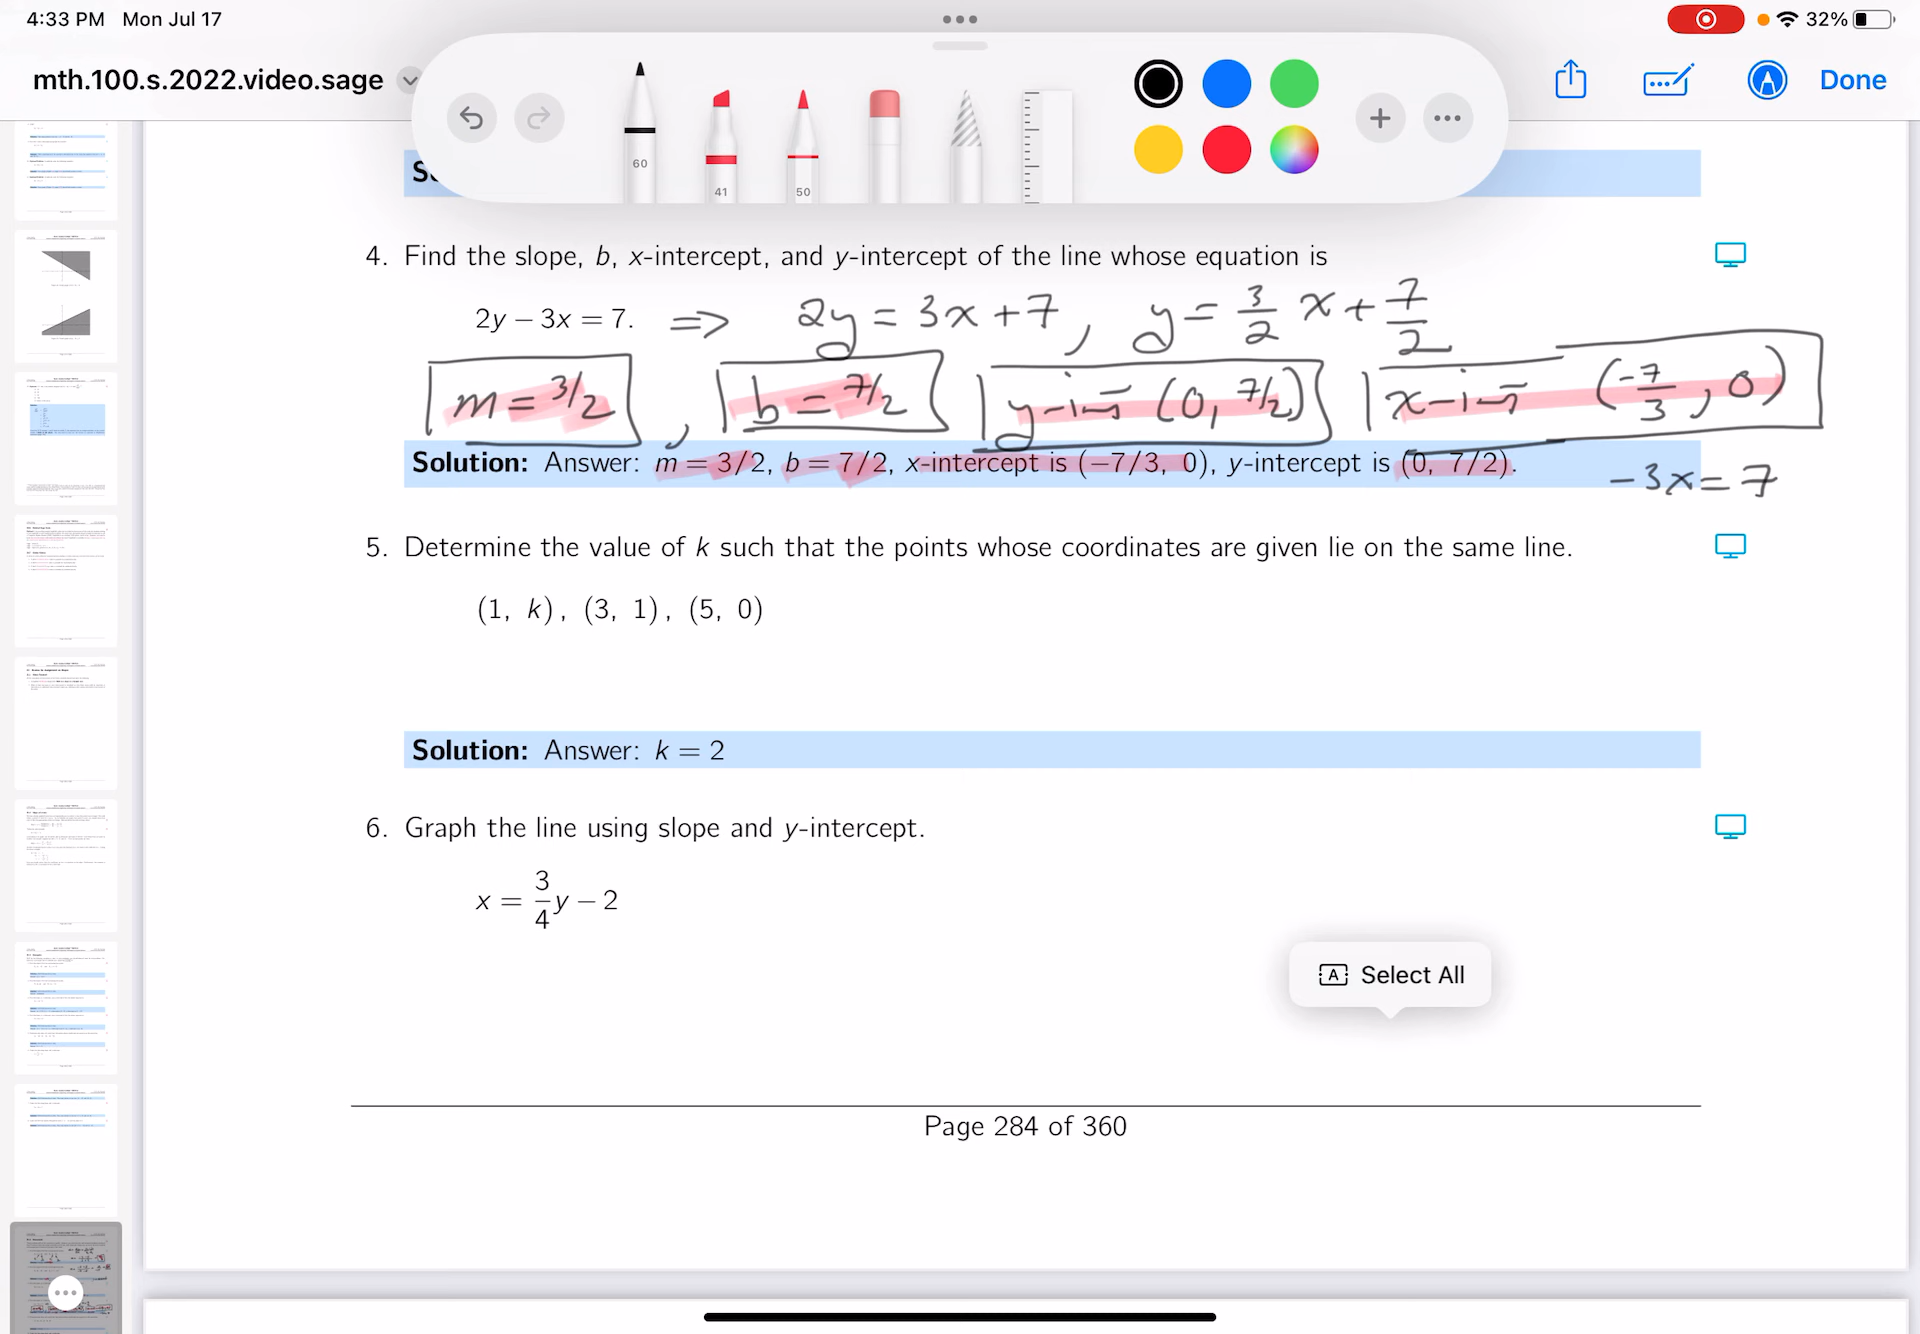 4:33 PM Mon Jul 17
32%
mth.100.s.2022.video.sage
Done
60
41
50
4. Find the slope, b, x-intercept, and y-intercept of the line whose equation is
2y − 3x = 7. => 2y = 3x + 7, y = 3/2 x + 7/2
m = 3/2, b = 7/2 y-int (0, 7/2) x-int (-7/3, 0)
Solution: Answer: m = 3/2, b = 7/2, x-intercept is (−7/3, 0), y-intercept is (0, 7/2).
-3x = 7
5. Determine the value of k such that the points whose coordinates are given lie on the same line.
(1, k), (3, 1), (5, 0)
Solution: Answer: k = 2
6. Graph the line using slope and y-intercept.
x = 3/4 y − 2
Select All
Page 284 of 360